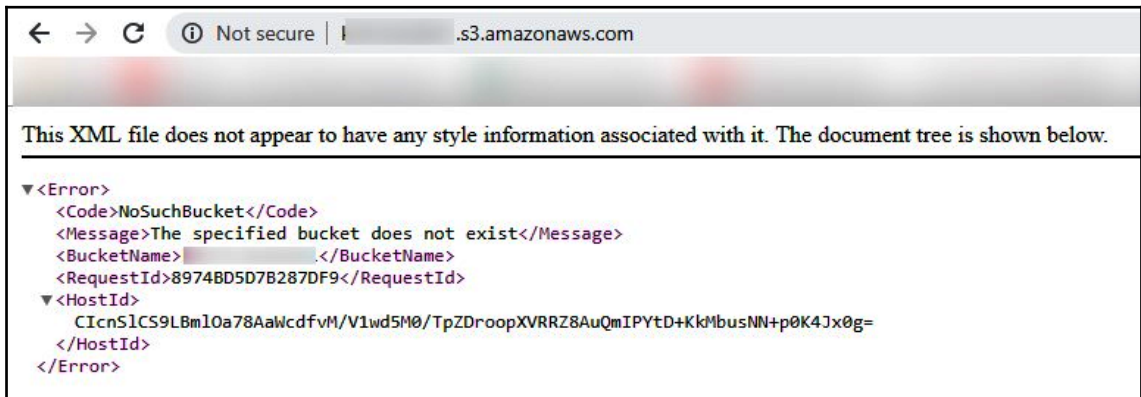 Not secure | .s3.amazonaws.com
This XML file does not appear to have any style information associated with it. The document tree is shown below.
▼<Error>
<Code>NoSuchBucket</Code>
<Message>The specified bucket does not exist</Message>
<BucketName> .</BucketName>
<RequestId>8974BD5D7B287DF9</RequestId>
▼<HostId>
CIcnSlCS9LBmlOa78AaWcdfvM/V1wd5M0/TpZDroopXVRRZ8AuQmIPYtD+KkMbusNN+p0K4Jx0g=
</HostId>
</Error>